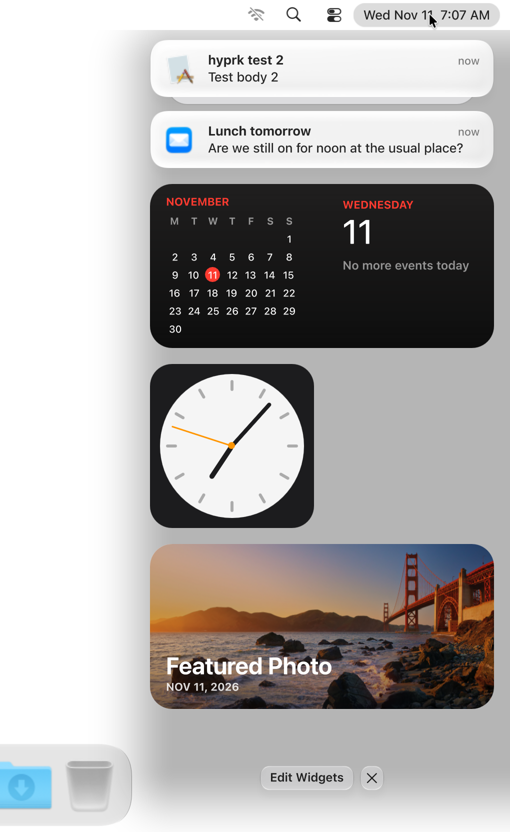 Wed Nov 11 7:07 AM
hyprk test 2
now
Test body 2
Lunch tomorrow
now
Are we still on for noon at the usual place?
NOVEMBER
M T W T F S S
1
2 3 4 5 6 7 8
9 10 11 12 13 14 15
16 17 18 19 20 21 22
23 24 25 26 27 28 29
30
WEDNESDAY
11
No more events today
Featured Photo
NOV 11, 2026
Edit Widgets